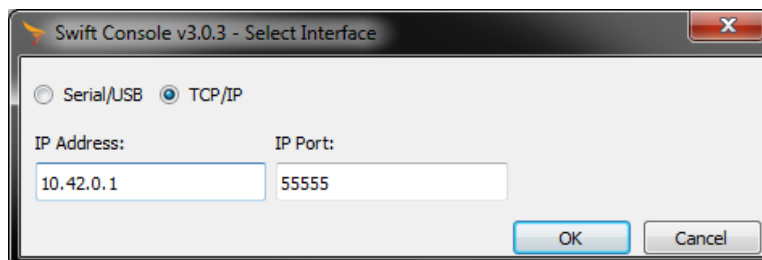 Swift Console v3.0.3 - Select Interface
Serial/USB TCP/IP
IP Address: IP Port:
10.42.0.1 55555
OK Cancel